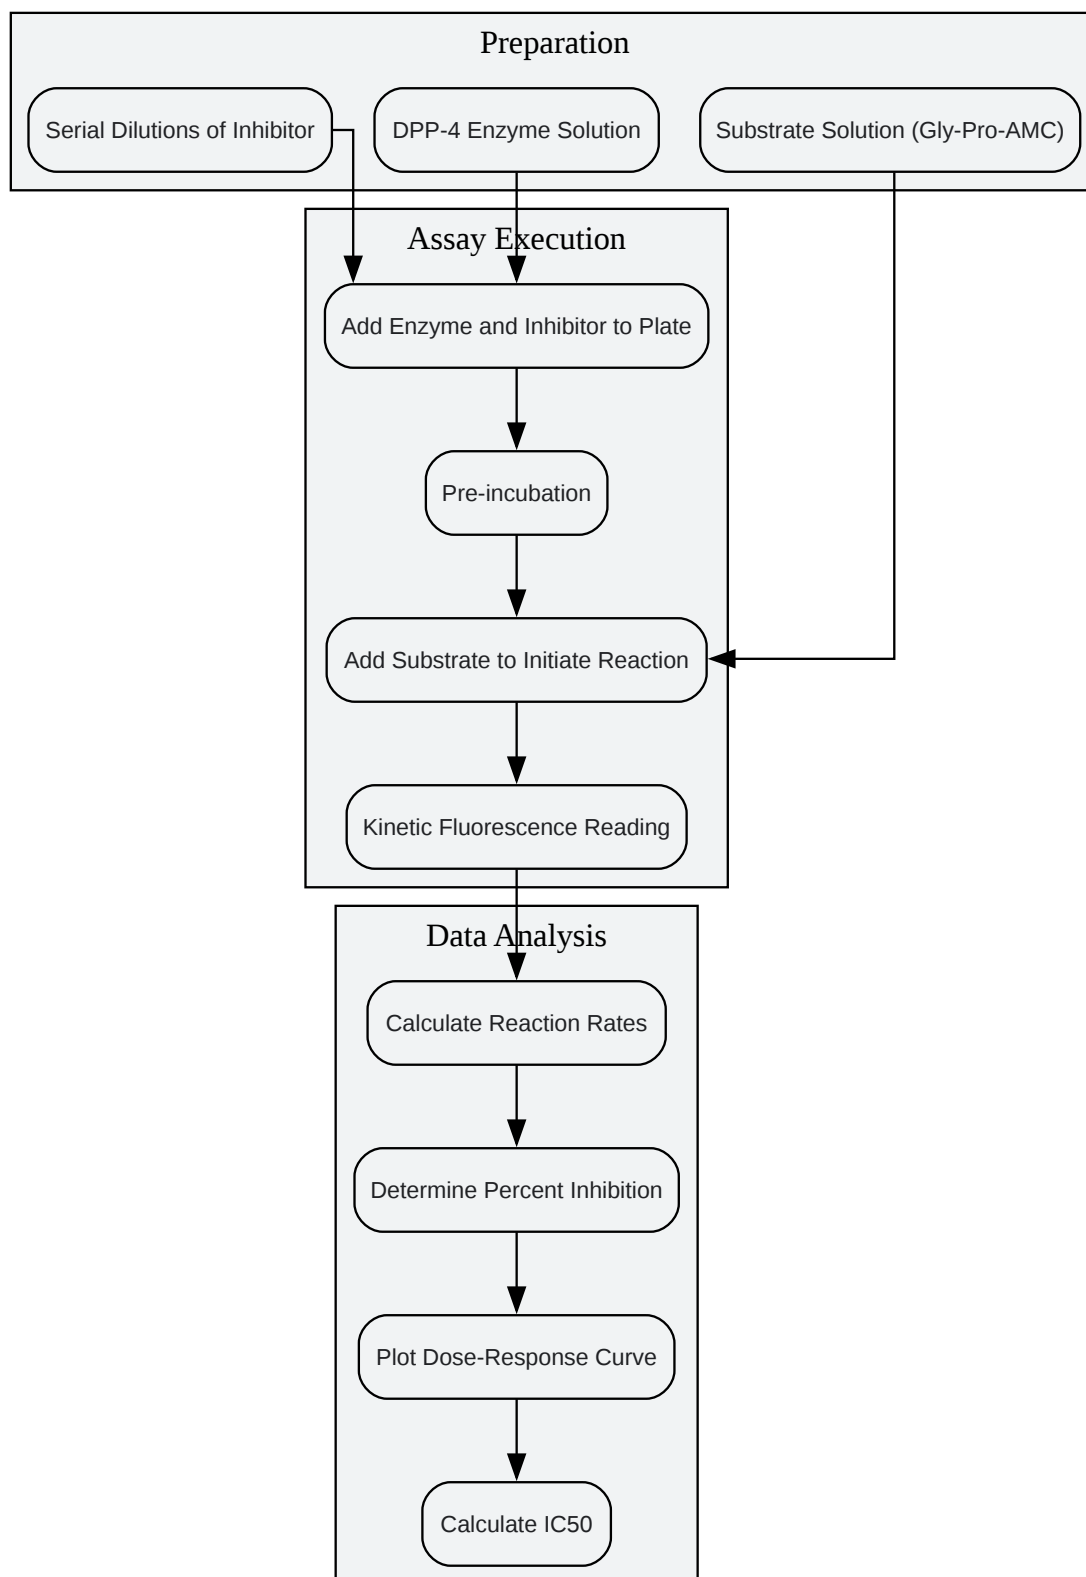 Preparation
Serial Dilutions of Inhibitor
DPP-4 Enzyme Solution
Substrate Solution (Gly-Pro-AMC)
Assay Execution
Add Enzyme and Inhibitor to Plate
Pre-incubation
Add Substrate to Initiate Reaction
Kinetic Fluorescence Reading
Data Analysis
Calculate Reaction Rates
Determine Percent Inhibition
Plot Dose-Response Curve
Calculate IC50